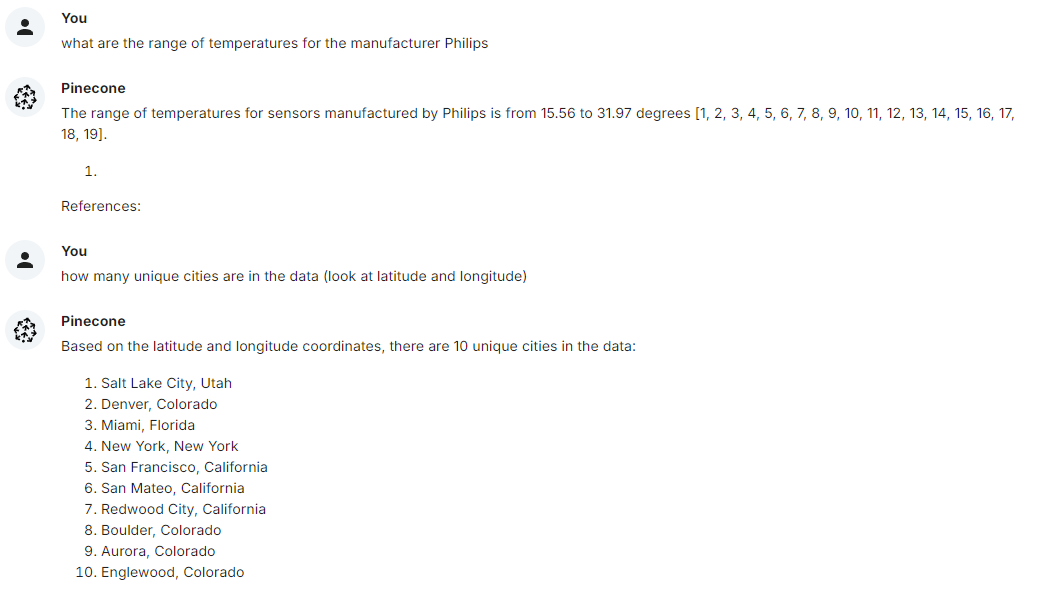 You
what are the range of temperatures for the manufacturer Philips
Pinecone
The range of temperatures for sensors manufactured by Philips is from 15.56 to 31.97 degrees [1, 2, 3, 4, 5, 6, 7, 8, 9, 10, 11, 12, 13, 14, 15, 16, 17,
18, 19].
1.
References:
You
how many unique cities are in the data (look at latitude and longitude)
Pinecone
Based on the latitude and longitude coordinates, there are 10 unique cities in the data:
1. Salt Lake City, Utah
2. Denver, Colorado
3. Miami, Florida
4. New York, New York
5. San Francisco, California
6. San Mateo, California
7. Redwood City, California
8. Boulder, Colorado
9. Aurora, Colorado
10. Englewood, Colorado